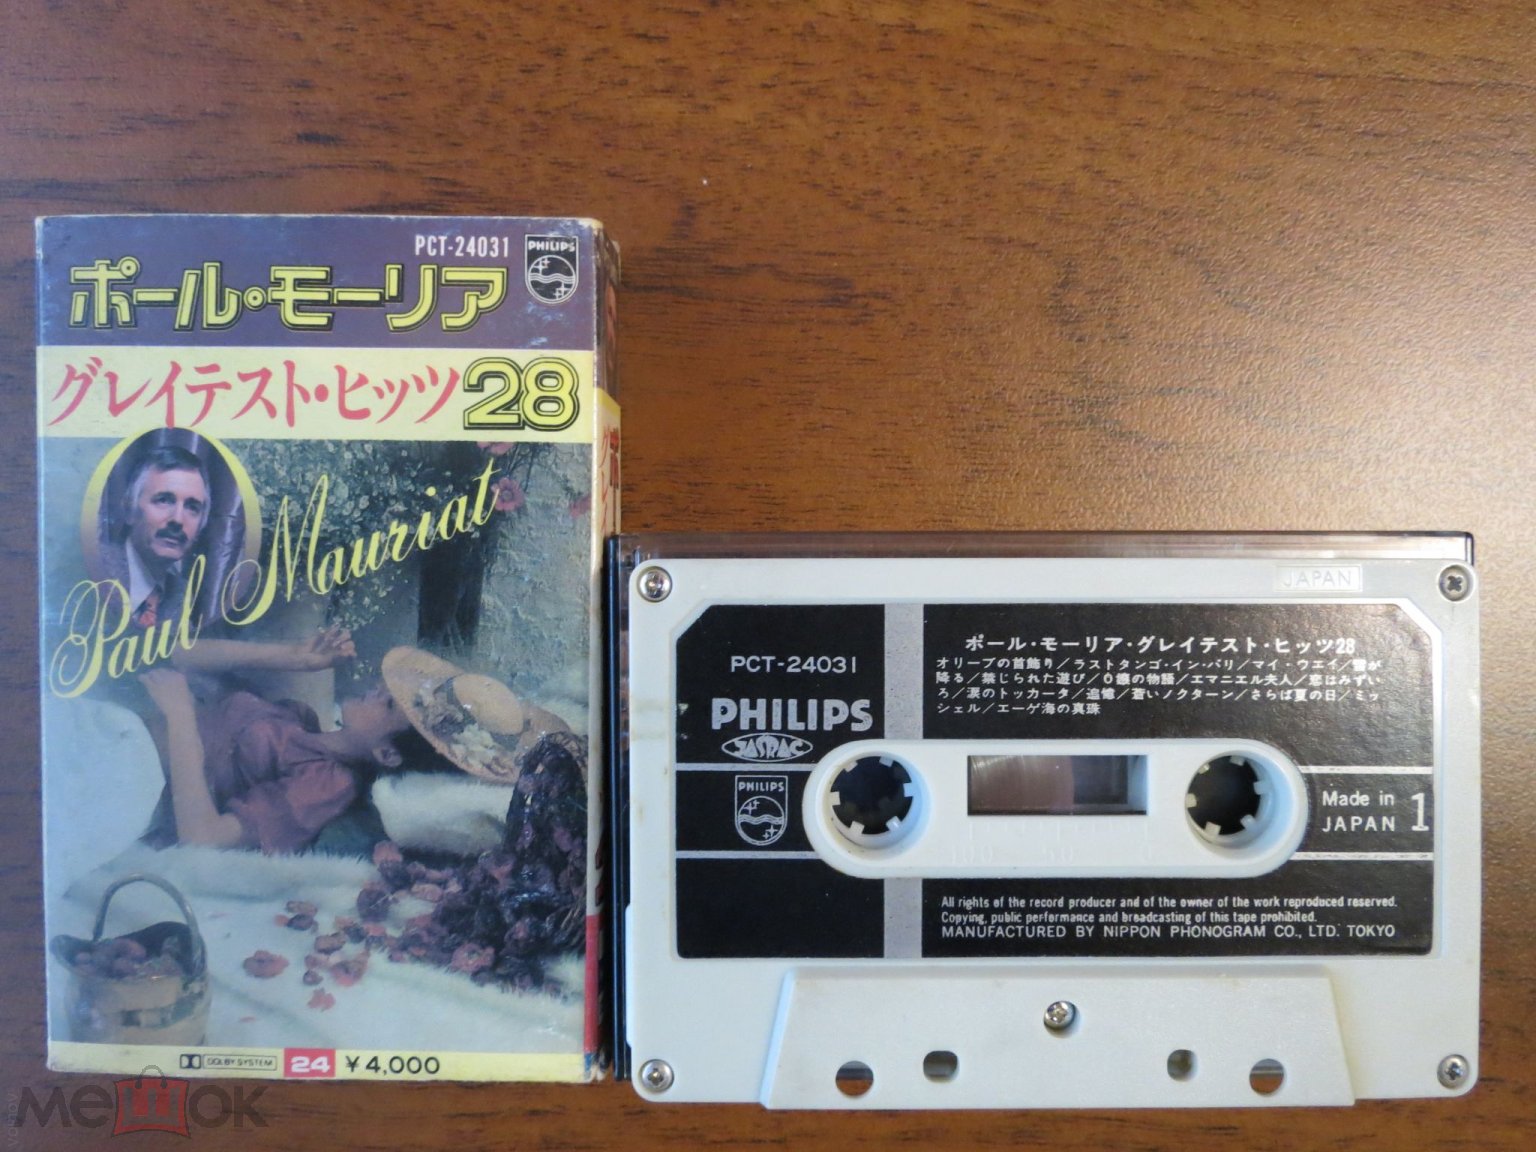 PCT-24031
PHILIPS
ポール・モーリア
グレイテスト・ヒッツ28
Paul Mauriat
DOLBY SYSTEM
24
¥4,000
JAPAN
PCT-24031
PHILIPS
JASRAC
PHILIPS
ポール・モーリア・グレイテスト・ヒッツ28
オリーブの首飾り/ラストタンゴ・イン・パリ/マイ・ウエイ/雪が
降る/禁じられた遊び/O嬢の物語/エマニエル夫人/恋はみずい
ろ/涙のトッカータ/追憶/蒼いノクターン/さらば夏の日/ミッ
シェル/エーゲ海の真珠
Made in
JAPAN
1
100 50 0
All rights of the record producer and of the owner of the work reproduced reserved.
Copying, public performance and broadcasting of this tape prohibited.
MANUFACTURED BY NIPPON PHONOGRAM CO., LTD. TOKYO
мешок